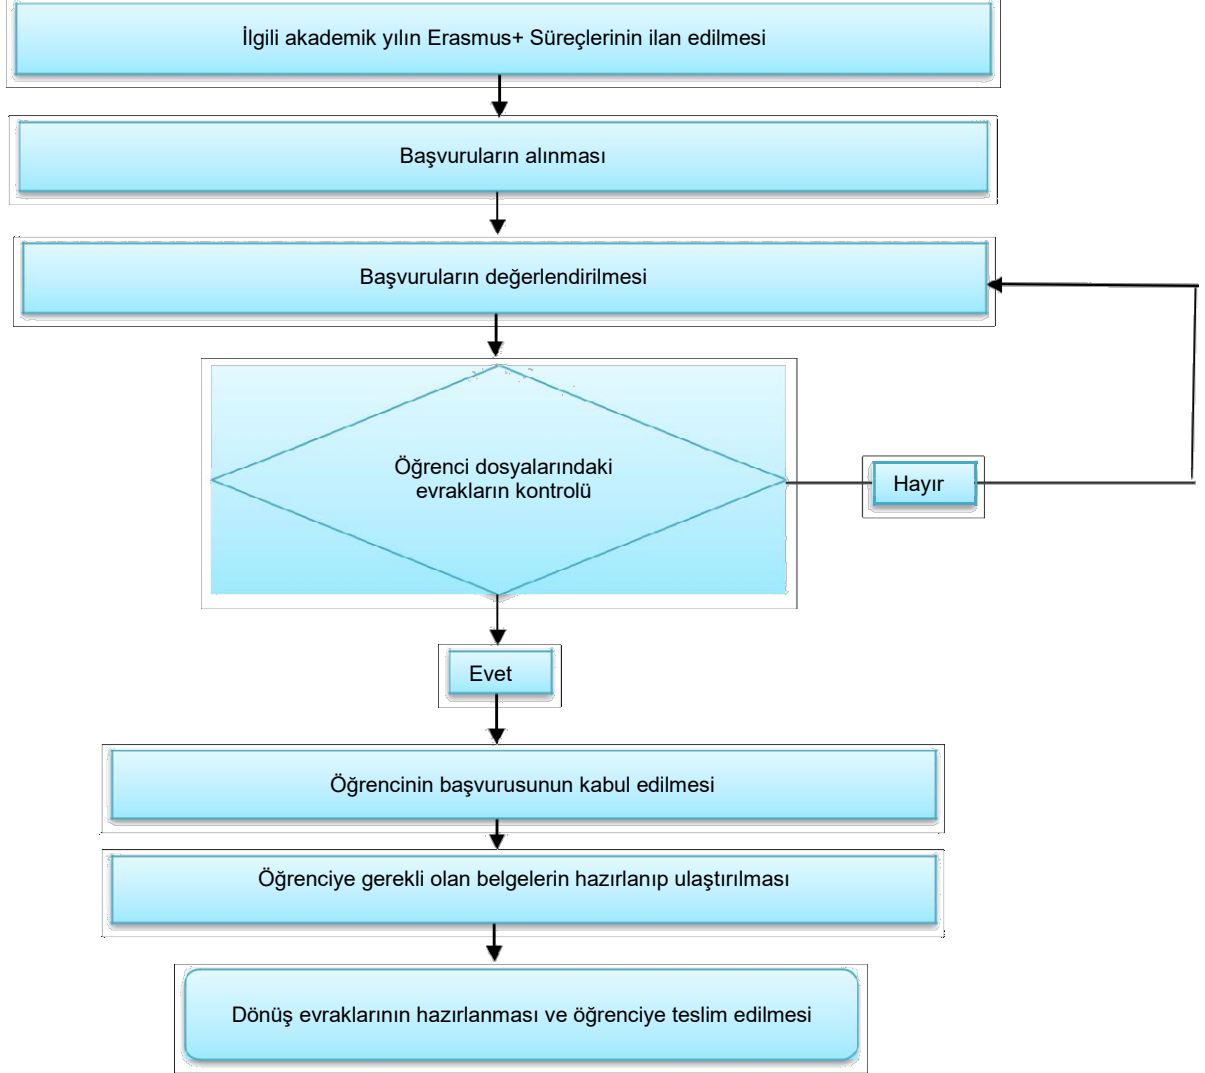 İlgili akademik yılın Erasmus+ Süreçlerinin ilan edilmesi
Başvuruların alınması
Başvuruların değerlendirilmesi
Öğrenci dosyalarındaki
evrakların kontrolü
Hayır
Evet
Öğrencinin başvurusunun kabul edilmesi
Öğrenciye gerekli olan belgelerin hazırlanıp ulaştırılması
Dönüş evraklarının hazırlanması ve öğrenciye teslim edilmesi